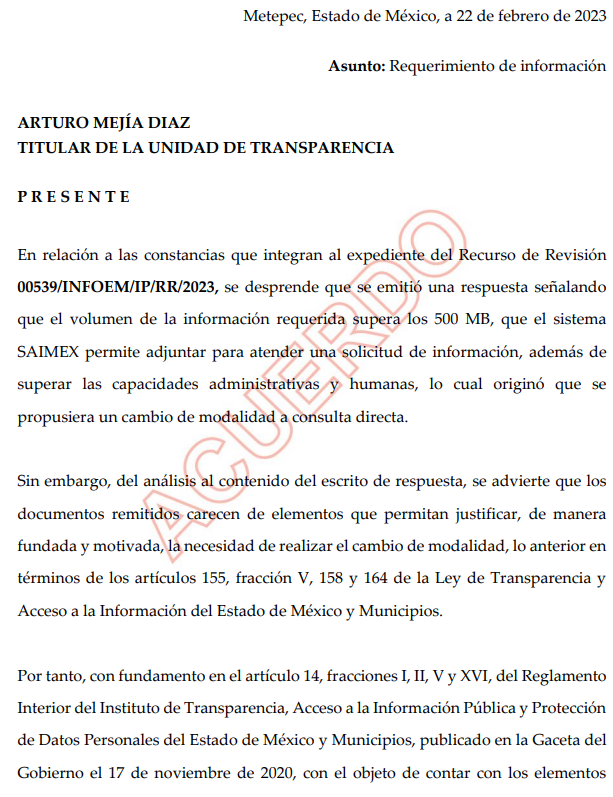 Metepec, Estado de México, a 22 de febrero de 2023
Asunto: Requerimiento de información
ARTURO MEJÍA DIAZ
TITULAR DE LA UNIDAD DE TRANSPARENCIA
P R E S E N T E
En relación a las constancias que integran al expediente del Recurso de Revisión
00539/INFOEM/IP/RR/2023, se desprende que se emitió una respuesta señalando
que el volumen de la información requerida supera los 500 MB, que el sistema
SAIMEX permite adjuntar para atender una solicitud de información, además de
superar las capacidades administrativas y humanas, lo cual originó que se
propusiera un cambio de modalidad a consulta directa.
Sin embargo, del análisis al contenido del escrito de respuesta, se advierte que los
documentos remitidos carecen de elementos que permitan justificar, de manera
fundada y motivada, la necesidad de realizar el cambio de modalidad, lo anterior en
términos de los artículos 155, fracción V, 158 y 164 de la Ley de Transparencia y
Acceso a la Información del Estado de México y Municipios.
Por tanto, con fundamento en el artículo 14, fracciones I, II, V y XVI, del Reglamento
Interior del Instituto de Transparencia, Acceso a la Información Pública y Protección
de Datos Personales del Estado de México y Municipios, publicado en la Gaceta del
Gobierno el 17 de noviembre de 2020, con el objeto de contar con los elementos
ACUERDO